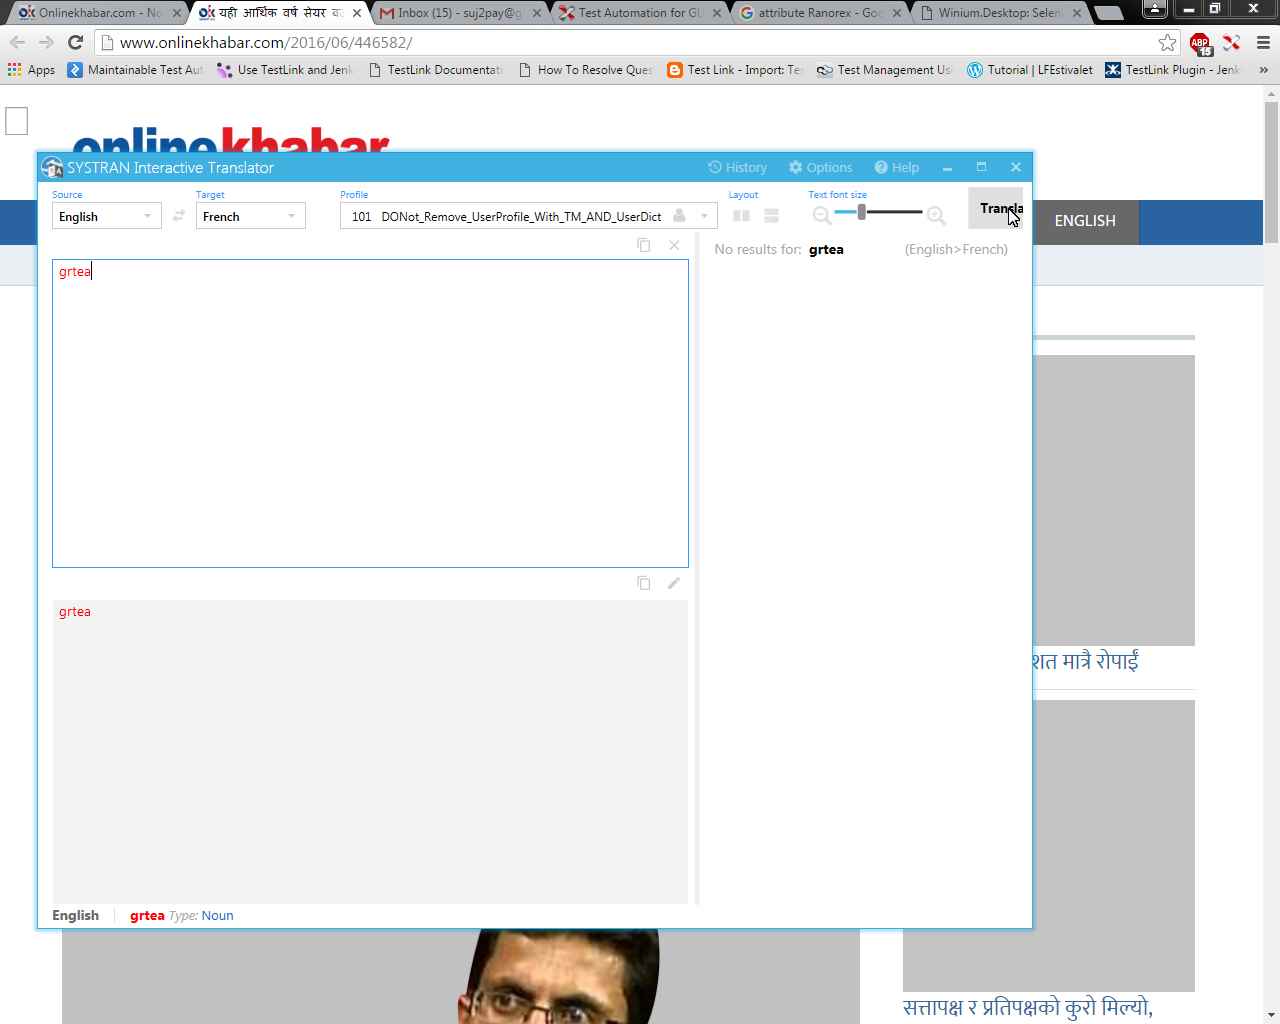 Onlinekhabar.com - No
यही आर्थिक वर्ष सेयर
Inbox (15) - suj2pay@g
Test Automation for GU
attribute Ranorex - Goo
Winium.Desktop: Selen
www.onlinekhabar.com/2016/06/446582/
ABP
15
Apps
Maintainable Test Aut
Use TestLink and Jenk
TestLink Documentat
How To Resolve Ques
Test Link - Import: Te
Test Management Us
Tutorial | LFEstivalet
TestLink Plugin - Jenk
»
onlinekhabar
SYSTRAN Interactive Translator
History
Options
Help
Source
Target
Profile
Layout
Text font size
English
French
101 DONot_Remove_UserProfile_With_TM_AND_UserDict
Transla
ENGLISH
No results for: grtea (English>French)
grtea
grtea
शत मात्रै रोपाईं
English
grtea Type: Noun
सत्तापक्ष र प्रतिपक्षको कुरो मिल्यो,